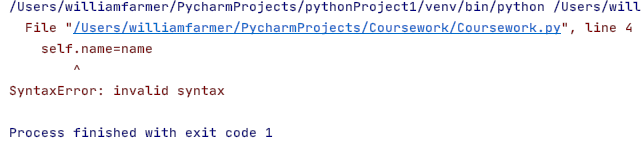 /Users/williamfarmer/PycharmProjects/pythonProject1/venv/bin/python /Users/will
File "/Users/williamfarmer/PycharmProjects/Coursework/Coursework.py", line 4
self.name=name
^
SyntaxError: invalid syntax
Process finished with exit code 1